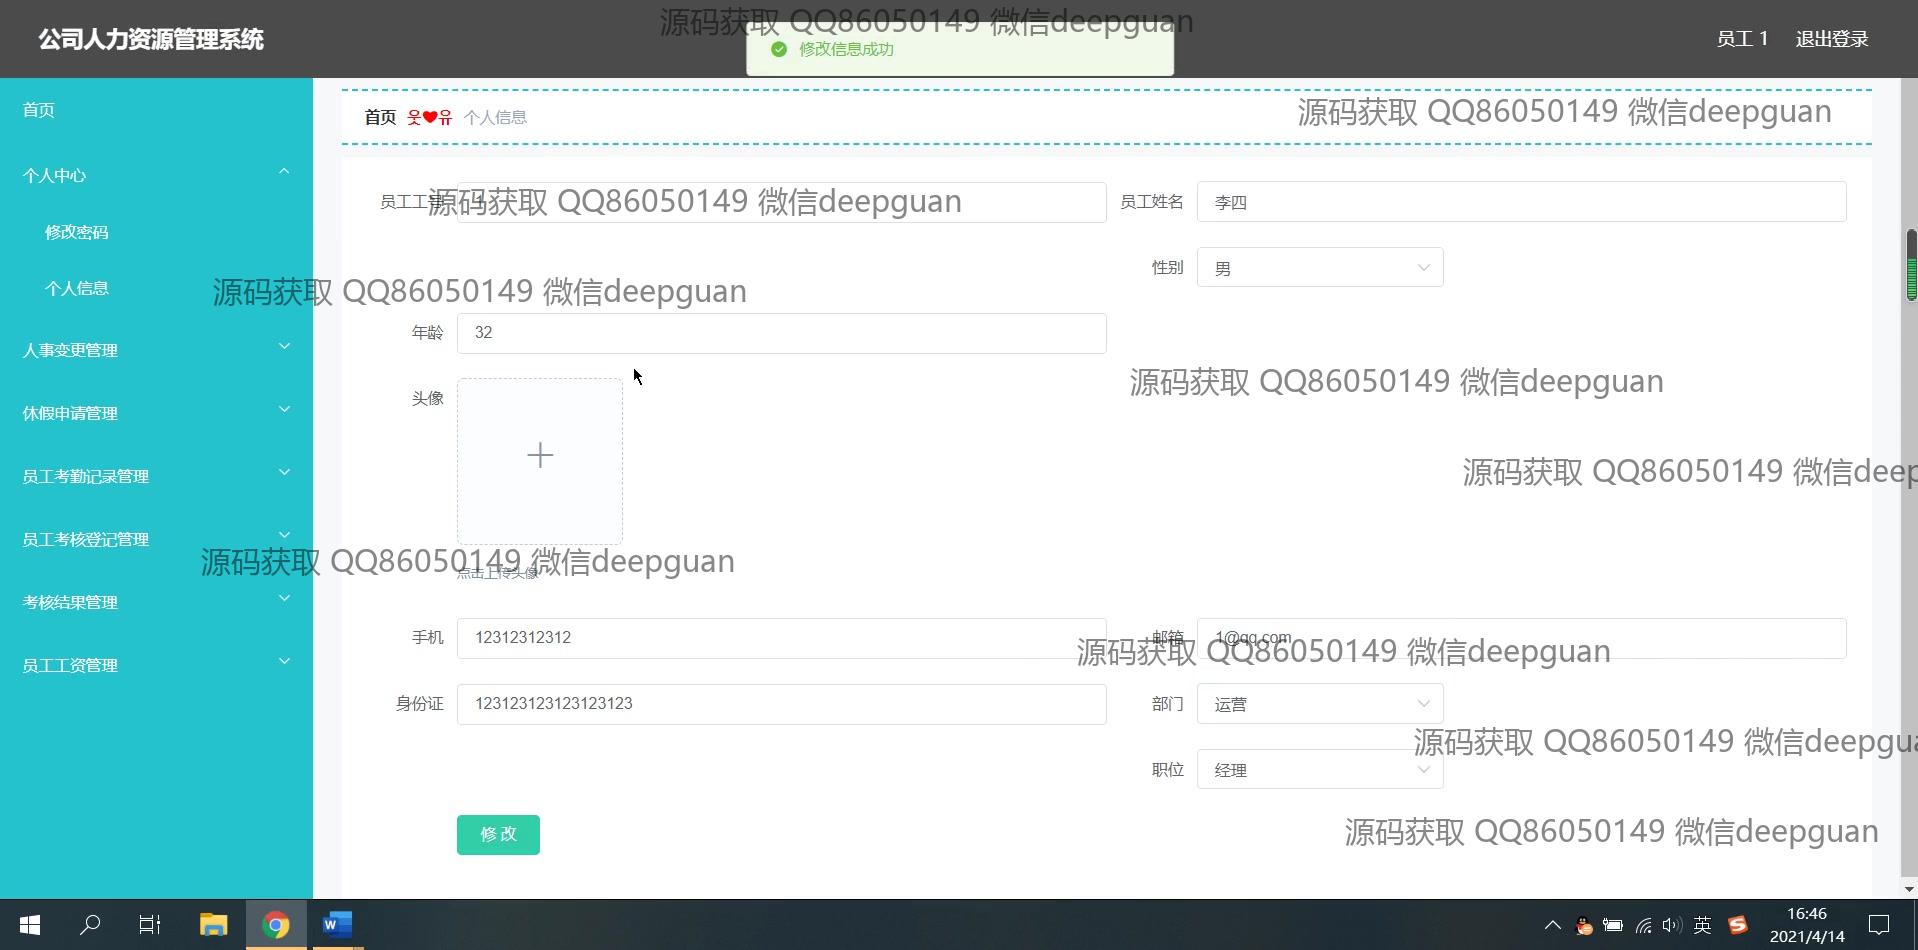 公司人力资源管理系统
源码获取 QQ86050149 微信deepguan
修改信息成功
员工 1
退出登录
首页
个人中心
修改密码
个人信息
人事变更管理
休假申请管理
员工考勤记录管理
员工考核登记管理
考核结果管理
员工工资管理
首页 웃❤유 个人信息
源码获取 QQ86050149 微信deepguan
员工工号 1
源码获取 QQ86050149 微信deepguan
员工姓名 李四
性别 男
源码获取 QQ86050149 微信deepguan
年龄 32
源码获取 QQ86050149 微信deepguan
头像
源码获取 QQ86050149 微信deep
源码获取 QQ86050149 微信deepguan
点击上传头像
手机 12312312312
邮箱 1@qq.com
源码获取 QQ86050149 微信deepguan
身份证 123123123123123123
部门 运营
源码获取 QQ86050149 微信deepgua
职位 经理
修 改
源码获取 QQ86050149 微信deepguan
英
16:46
2021/4/14